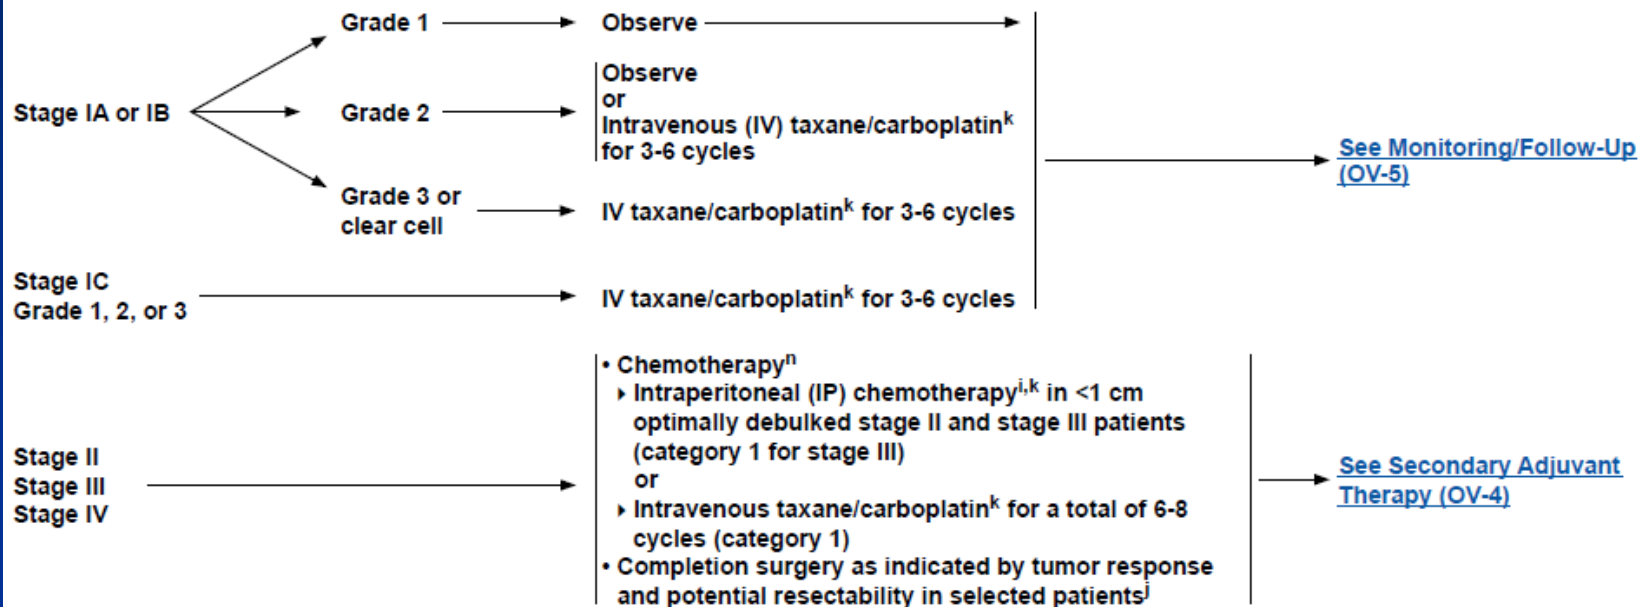 Grade 1
Observe
Stage IA or IB
Grade 2
Observe
or
Intravenous (IV) taxane/carboplatinᵏ
for 3-6 cycles
Grade 3 or
clear cell
IV taxane/carboplatinᵏ for 3-6 cycles
See Monitoring/Follow-Up
(OV-5)
Stage IC
Grade 1, 2, or 3
IV taxane/carboplatinᵏ for 3-6 cycles
Stage II
Stage III
Stage IV
• Chemotherapyⁿ
‣ Intraperitoneal (IP) chemotherapyⁱ,ᵏ in <1 cm
optimally debulked stage II and stage III patients
(category 1 for stage III)
or
‣ Intravenous taxane/carboplatinᵏ for a total of 6-8
cycles (category 1)
• Completion surgery as indicated by tumor response
and potential resectability in selected patientsʲ
See Secondary Adjuvant
Therapy (OV-4)